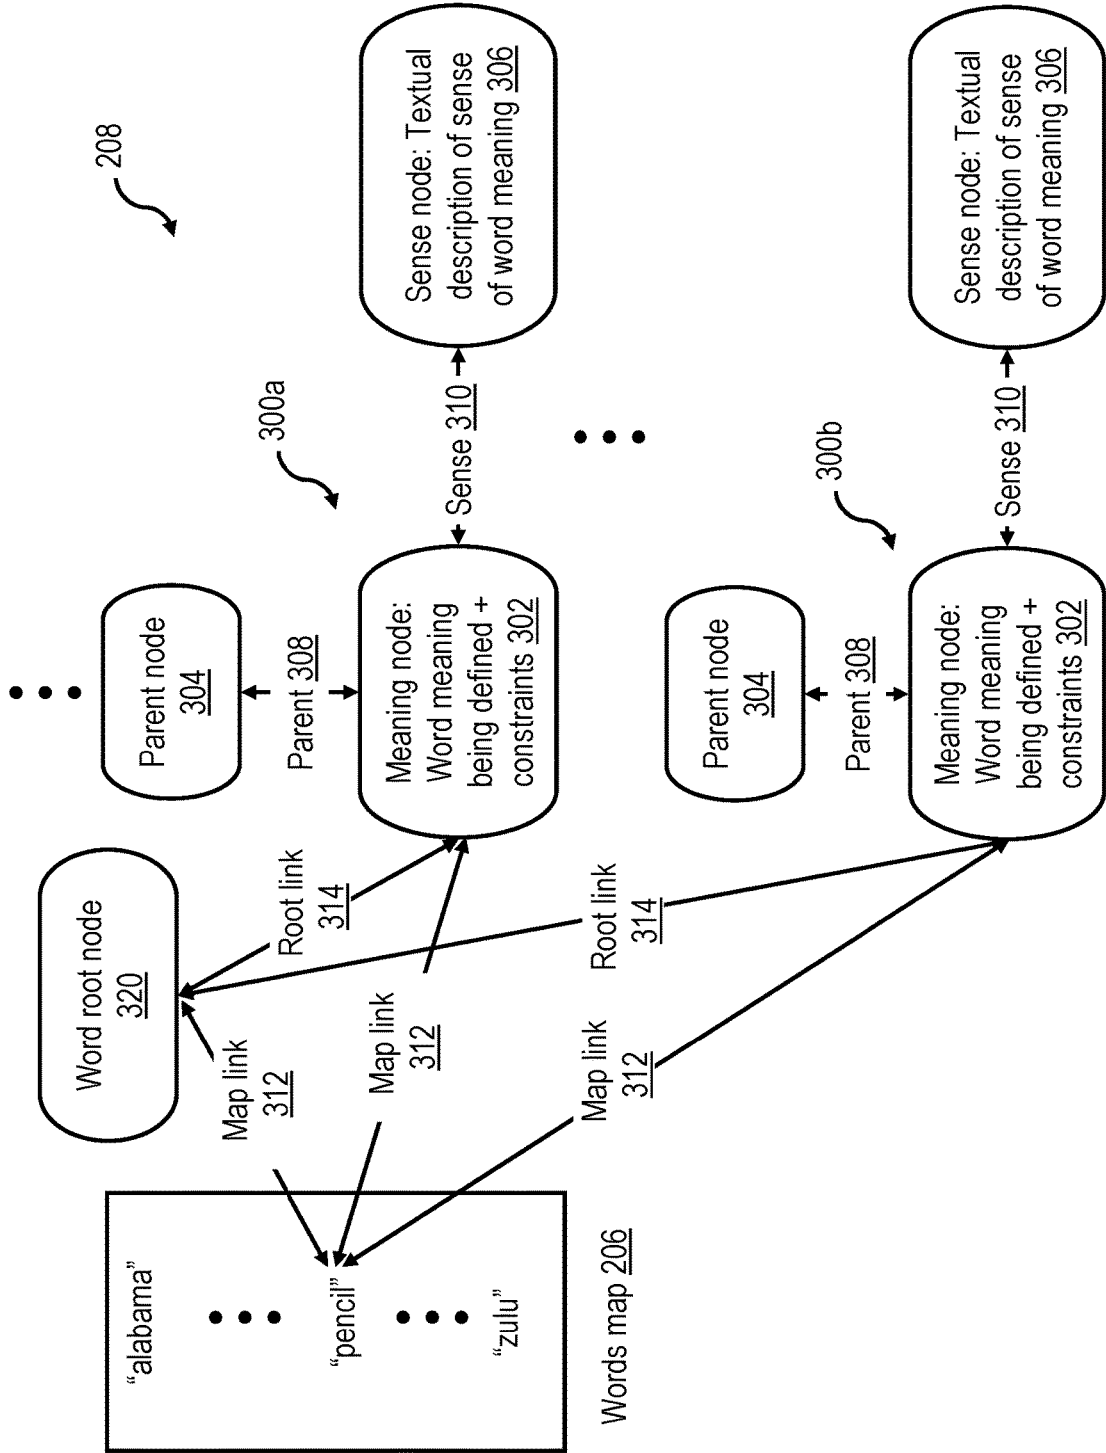 208
Word root node
320
Parent node
304
Parent 308
300a
Meaning node:
Word meaning
being defined +
constraints 302
Sense 310
Sense node: Textual
description of sense
of word meaning 306
Root link
314
Map link
312
Map link
312
Root link
314
Map link
312
“alabama”
“pencil”
“zulu”
Words map 206
Parent node
304
Parent 308
300b
Meaning node:
Word meaning
being defined +
constraints 302
Sense 310
Sense node: Textual
description of sense
of word meaning 306